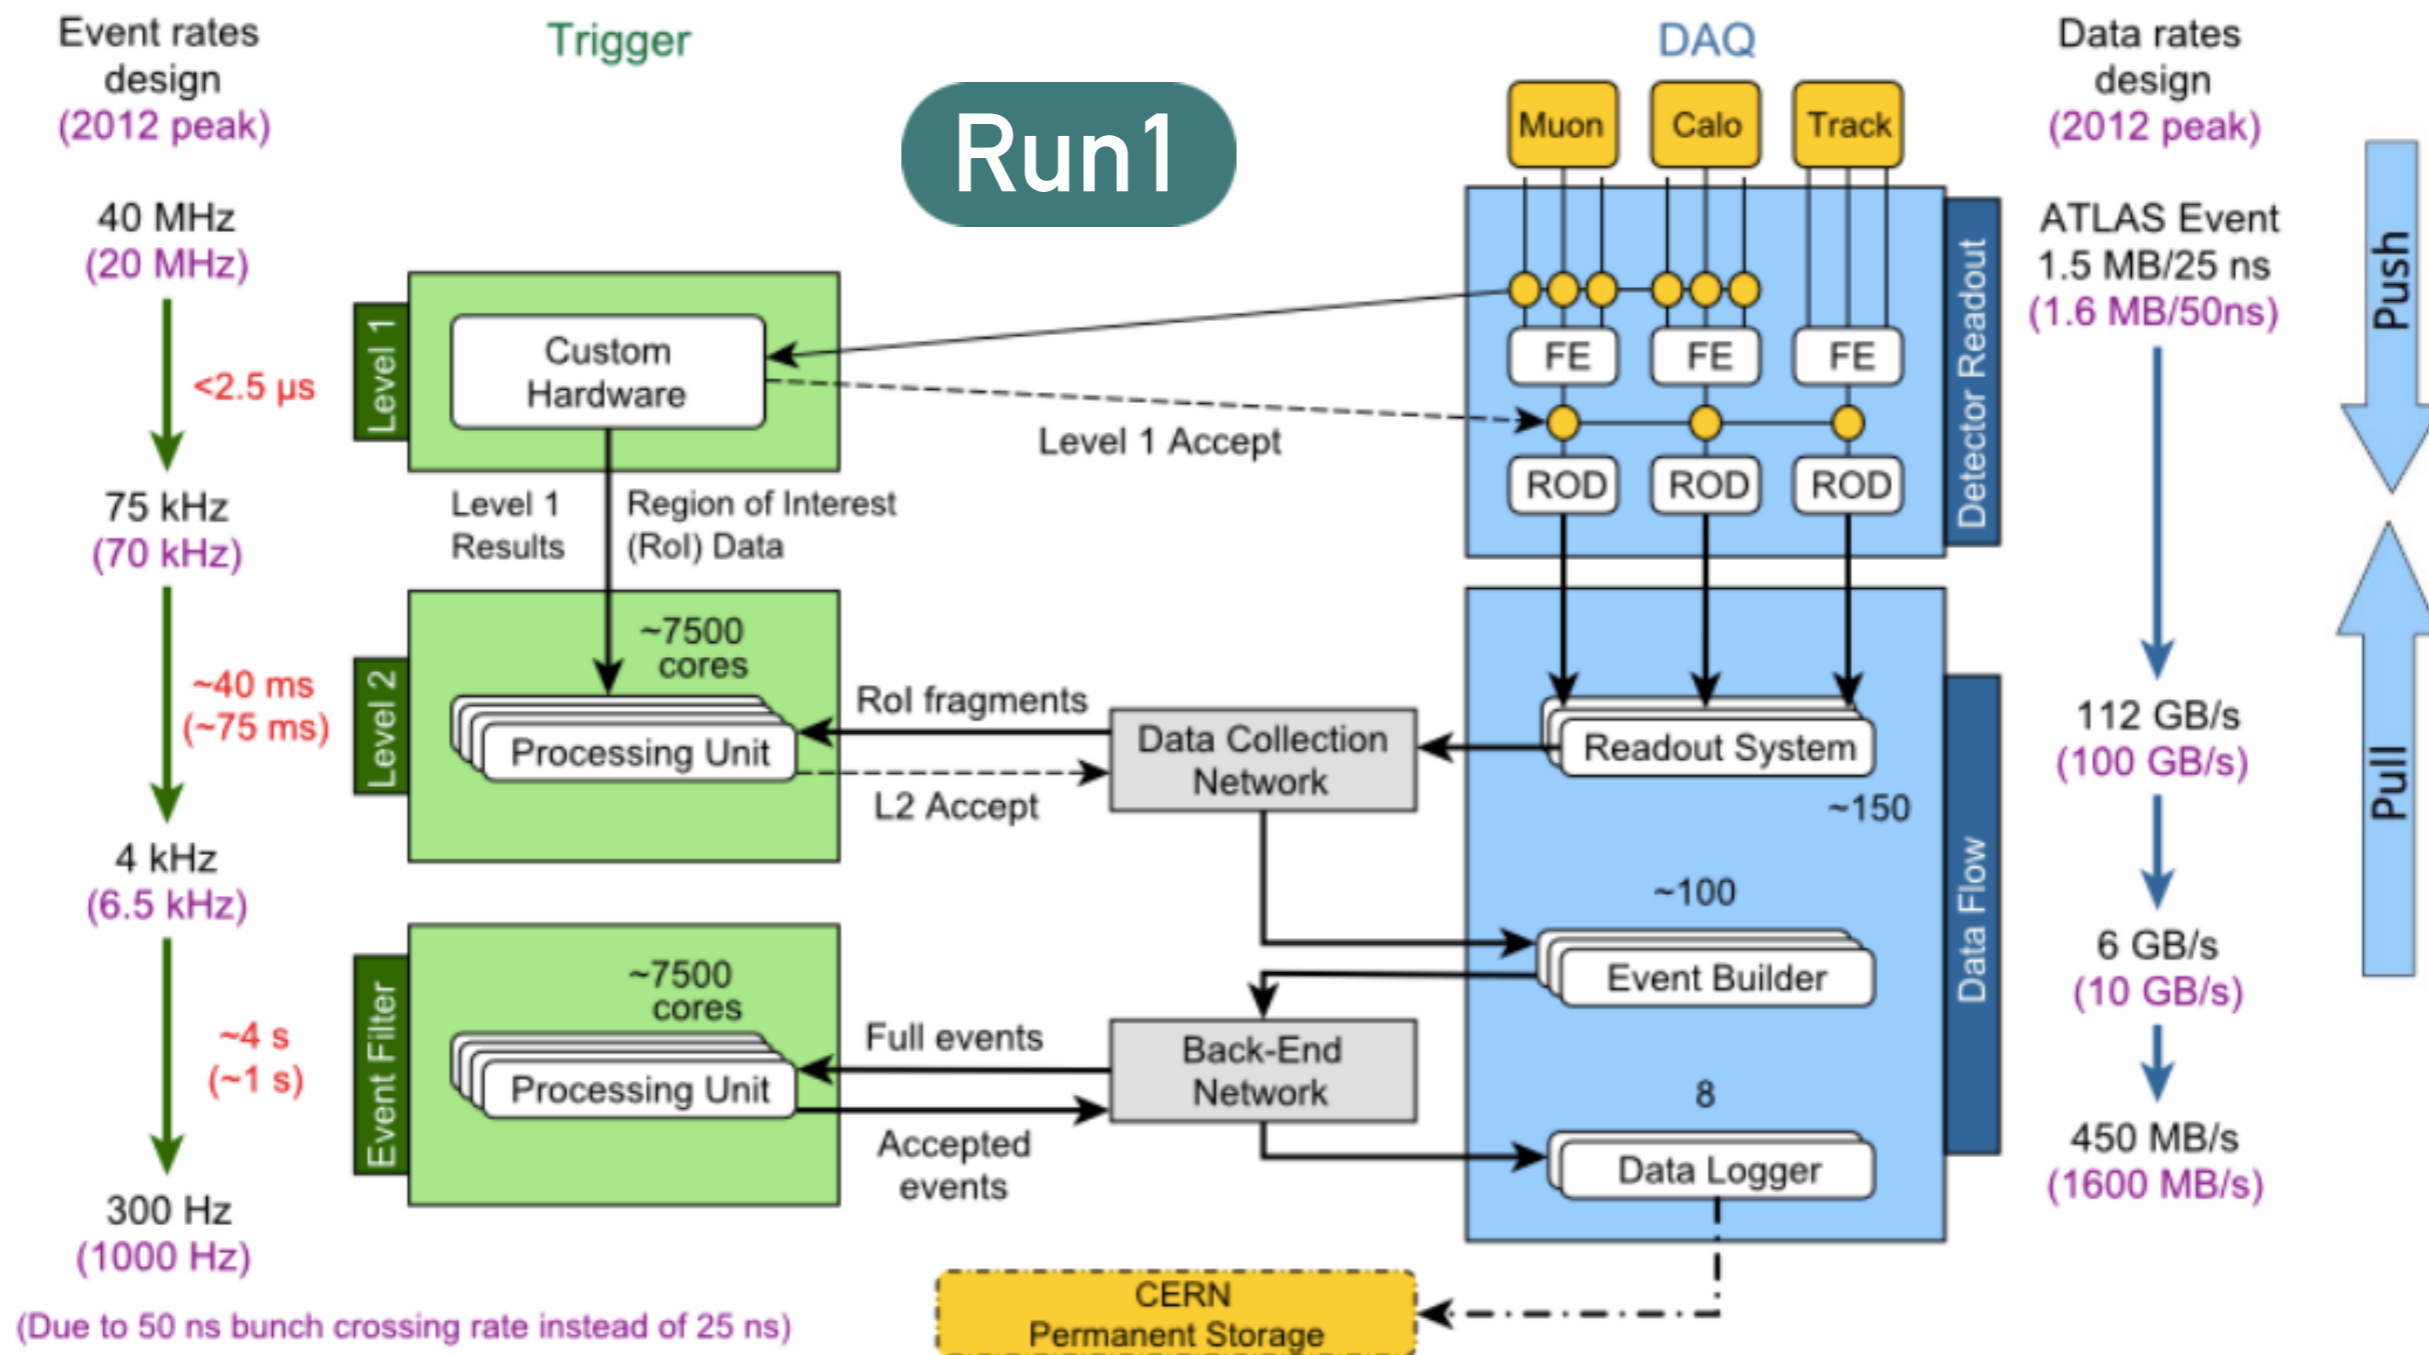 Event rates
design
(2012 peak)
40 MHz
(20 MHz)
<2.5 µs
75 kHz
(70 kHz)
~40 ms
(~75 ms)
4 kHz
(6.5 kHz)
~4 s
(~1 s)
300 Hz
(1000 Hz)
(Due to 50 ns bunch crossing rate instead of 25 ns)
Trigger
Run1
Level 1
Custom
Hardware
Level 1 Accept
Level 1
Results
Region of Interest
(RoI) Data
Level 2
~7500
cores
Processing Unit
RoI fragments
L2 Accept
Data Collection
Network
Event Filter
~7500
cores
Processing Unit
Full events
Accepted
events
Back-End
Network
DAQ
Muon
Calo
Track
FE
FE
FE
ROD
ROD
ROD
Detector Readout
Readout System
~150
~100
Event Builder
8
Data Logger
Data Flow
CERN
Permanent Storage
Data rates
design
(2012 peak)
ATLAS Event
1.5 MB/25 ns
(1.6 MB/50ns)
112 GB/s
(100 GB/s)
6 GB/s
(10 GB/s)
450 MB/s
(1600 MB/s)
Push
Pull